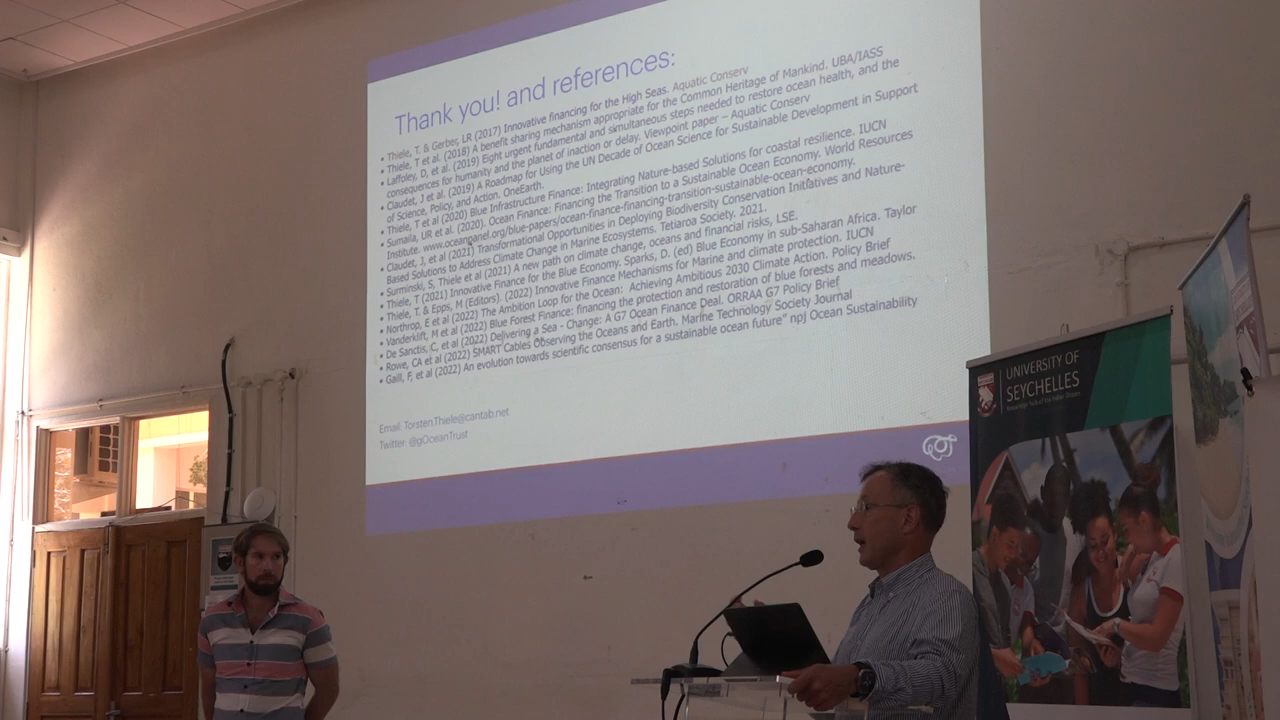 Thank you! and references:
• Thiele, T. & Gerber, LR (2017) Innovative financing for the High Seas. Aquatic Conserv
• Thiele, T et al. (2018) A benefit sharing mechanism appropriate for the Common Heritage of Mankind. UBA/IASS
• Laffoley, D, et al. (2019) Eight urgent fundamental and simultaneous steps needed to restore ocean health, and the
consequences for humanity and the planet of inaction or delay. Viewpoint paper – Aquatic Conserv
• Claudet, J et al. (2019) A Roadmap for Using the UN Decade of Ocean Science for Sustainable Development in Support
of Science, Policy, and Action. OneEarth.
• Thiele, T et al (2020) Blue Infrastructure Finance: Integrating Nature-based Solutions for coastal resilience. IUCN
• Sumaila, UR et al. (2020). Ocean Finance: Financing the Transition to a Sustainable Ocean Economy. World Resources
Institute. www.oceanpanel.org/blue-papers/ocean-finance-financing-transition-sustainable-ocean-economy.
• Claudet, J, et al (2021) Transformational Opportunities in Deploying Biodiversity Conservation Initiatives and Nature-
Based Solutions to Address Climate Change in Marine Ecosystems. Tetiaroa Society. 2021.
• Surminski, S, Thiele et al (2021) A new path on climate change, oceans and financial risks, LSE.
• Thiele, T (2021) Innovative Finance for the Blue Economy. Sparks, D. (ed) Blue Economy in sub-Saharan Africa. Taylor
• Thiele, T. & Epps, M (Editors). (2022) Innovative Finance Mechanisms for Marine and climate protection. IUCN
• Northrop, E et al (2022) The Ambition Loop for the Ocean: Achieving Ambitious 2030 Climate Action. Policy Brief
• Vanderklift, M et al (2022) Blue Forest Finance: financing the protection and restoration of blue forests and meadows.
• De Sanctis, C, et al (2022) Delivering a Sea - Change: A G7 Ocean Finance Deal. ORRAA G7 Policy Brief
• Rowe, CA et al (2022) SMART Cables Observing the Oceans and Earth. Marine Technology Society Journal
• Gaill, F, et al (2022) An evolution towards scientific consensus for a sustainable ocean future" npj Ocean Sustainability
Email: Torsten.Thiele@cantab.net
Twitter: @gOceanTrust
UNIVERSITY OF
SEYCHELLES